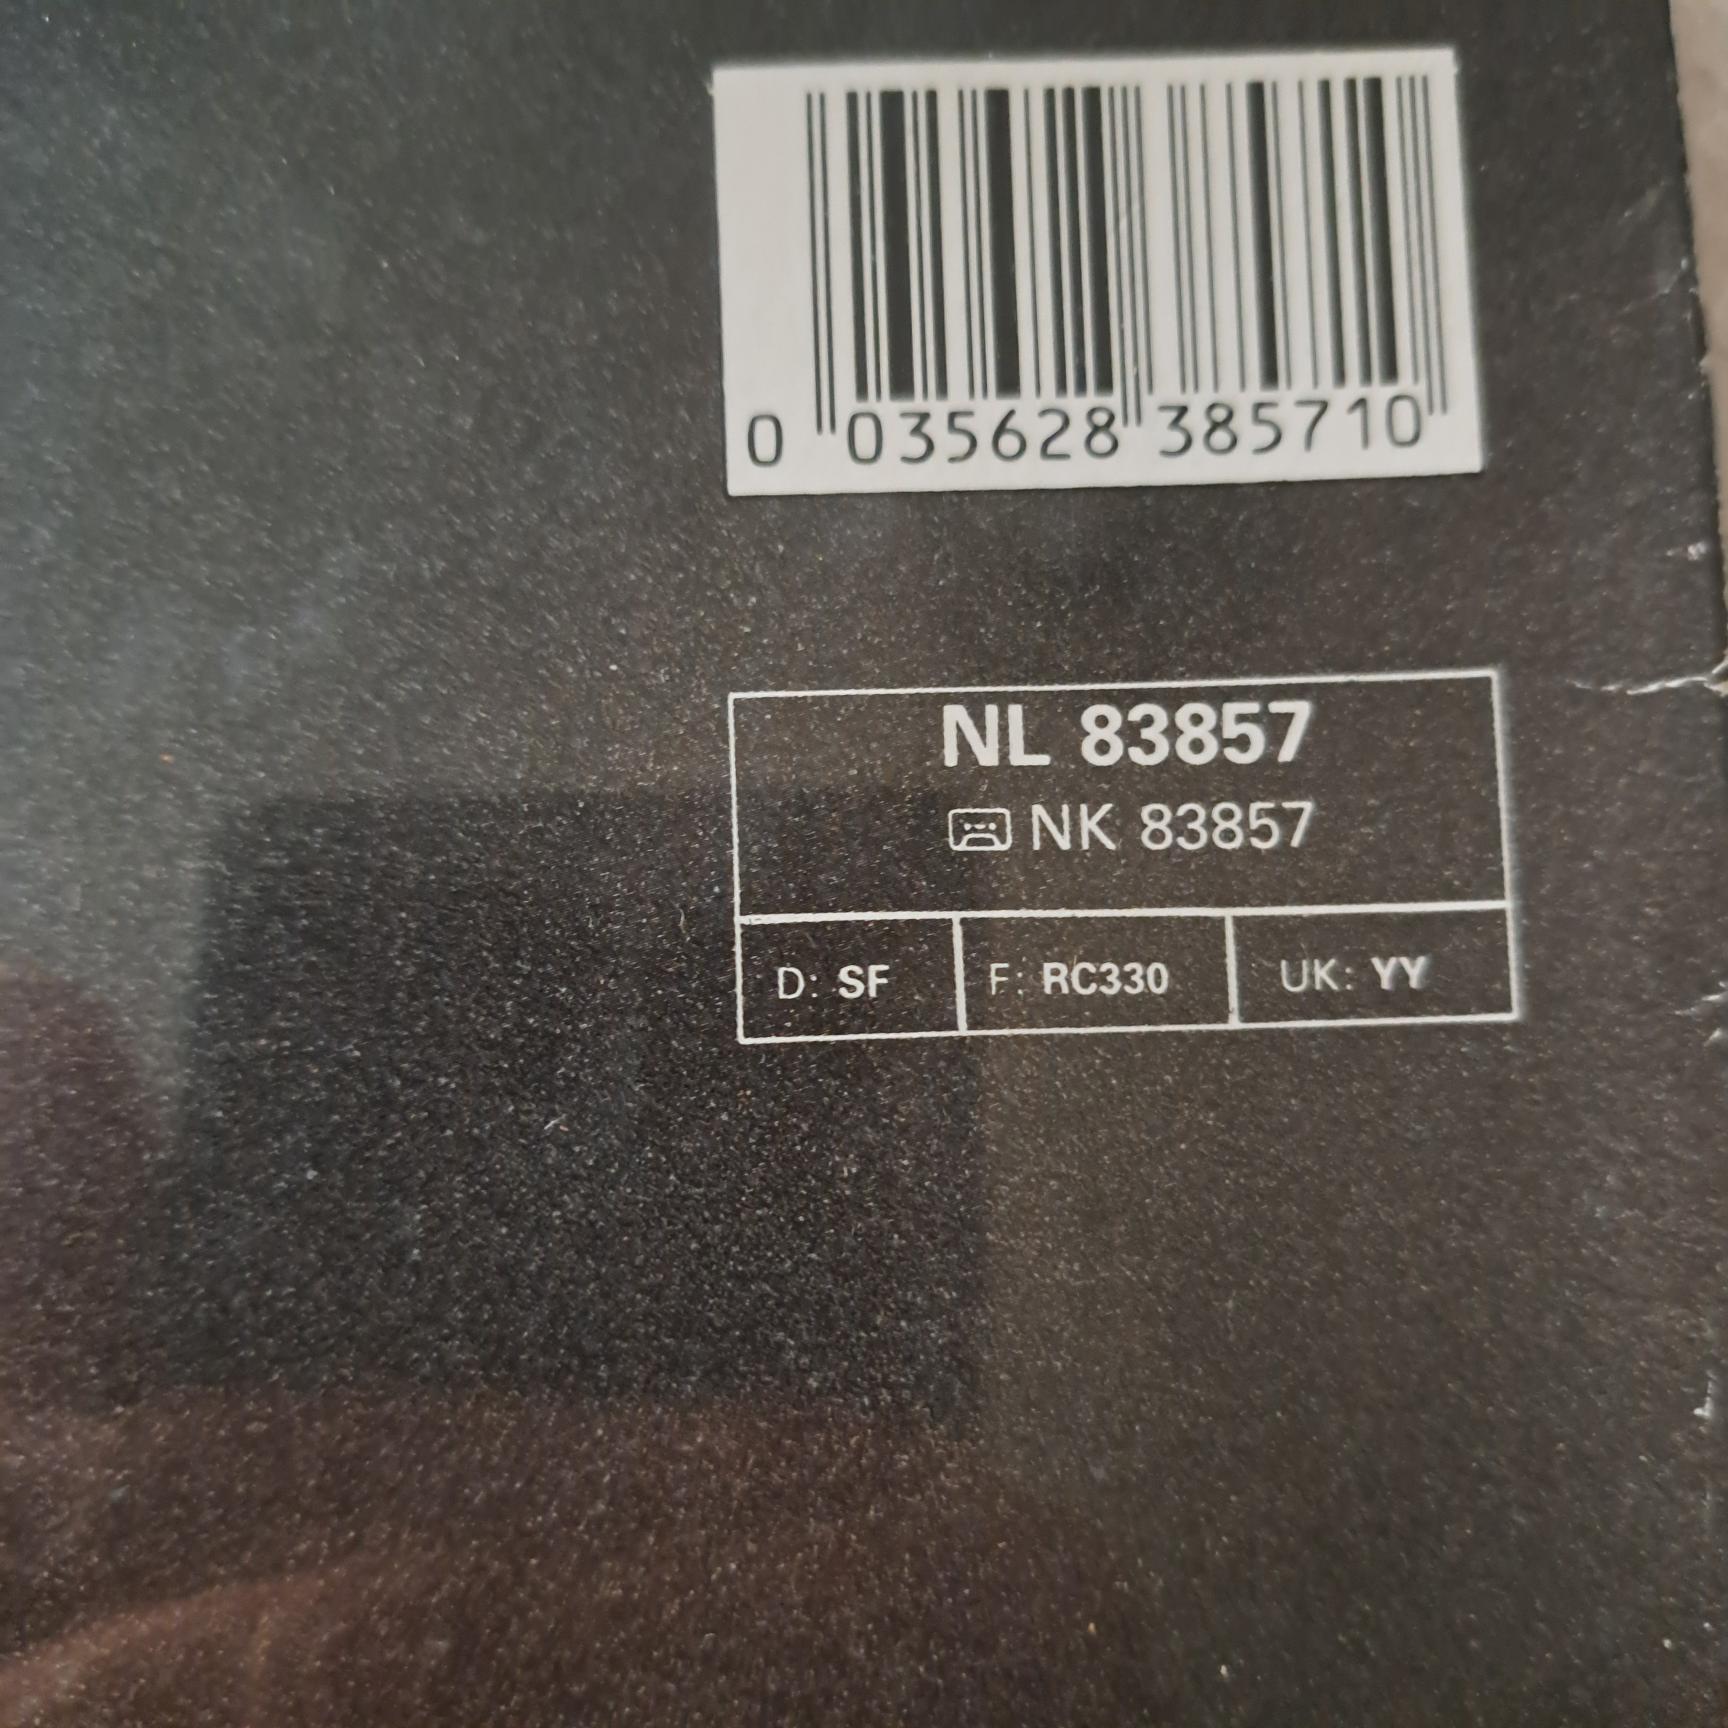 0 035628 385710
NL 83857
NK 83857
D: SF F: RC330 UK: YY